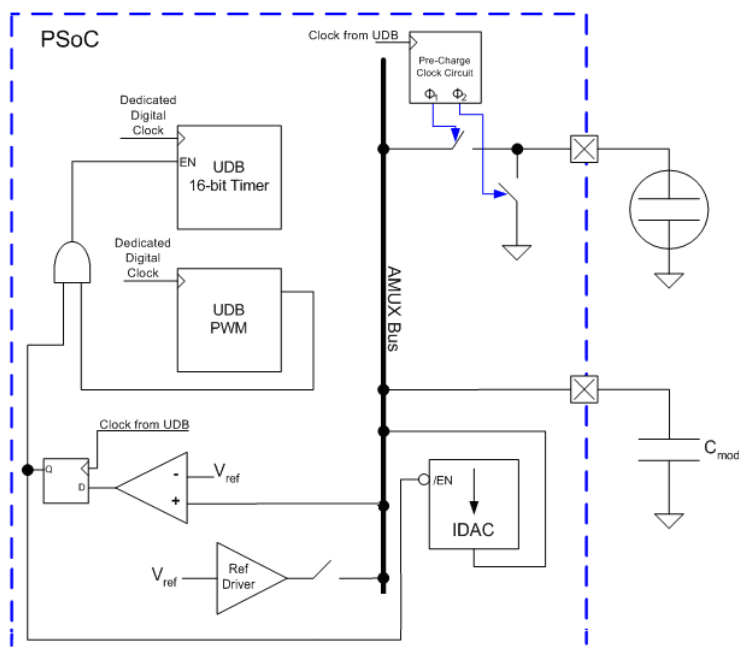 PSoC
Clock from UDB
Pre-Charge
Clock Circuit
Φ1 Φ2
Dedicated
Digital
Clock
EN
UDB
16-bit Timer
Dedicated
Digital
Clock
UDB
PWM
AMUX Bus
Clock from UDB
Q
D
-
+
Vref
/EN
IDAC
Cmod
Vref
Ref
Driver